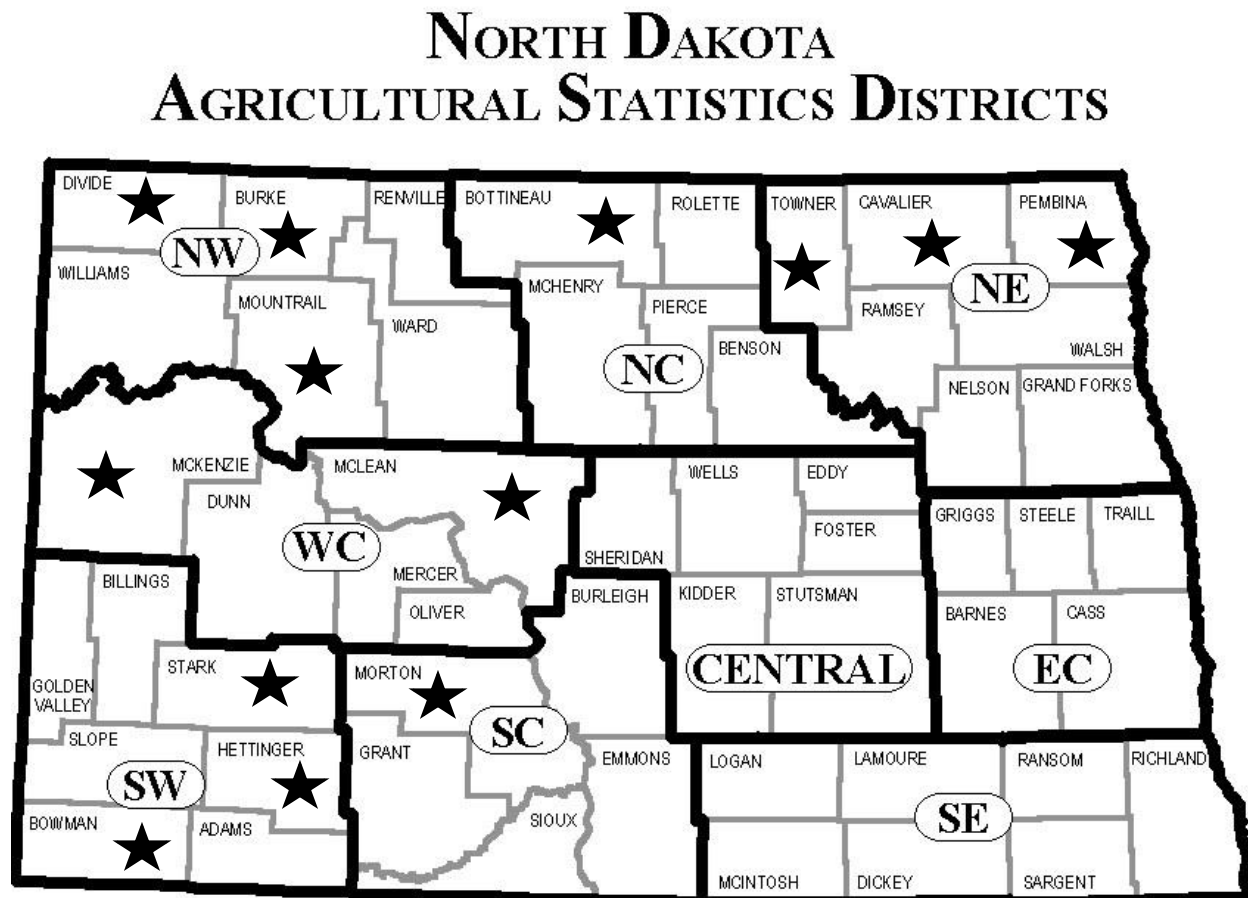 NORTH DAKOTA
AGRICULTURAL STATISTICS DISTRICTS
DIVIDE
BURKE
RENVILLE
BOTTINEAU
ROLETTE
TOWNER
CAVALIER
PEMBINA
NW
WILLIAMS
MOUNTRAIL
WARD
MCHENRY
PIERCE
BENSON
NC
RAMSEY
NE
WALSH
NELSON
GRAND FORKS
MCKENZIE
DUNN
MCLEAN
WC
MERCER
OLIVER
SHERIDAN
WELLS
EDDY
FOSTER
KIDDER
STUTSMAN
CENTRAL
GRIGGS
STEELE
TRAILL
BARNES
CASS
EC
BILLINGS
GOLDEN
VALLEY
STARK
SLOPE
HETTINGER
SW
BOWMAN
ADAMS
MORTON
BURLEIGH
GRANT
SC
EMMONS
SIOUX
LOGAN
LAMOURE
RANSOM
RICHLAND
SE
MCINTOSH
DICKEY
SARGENT